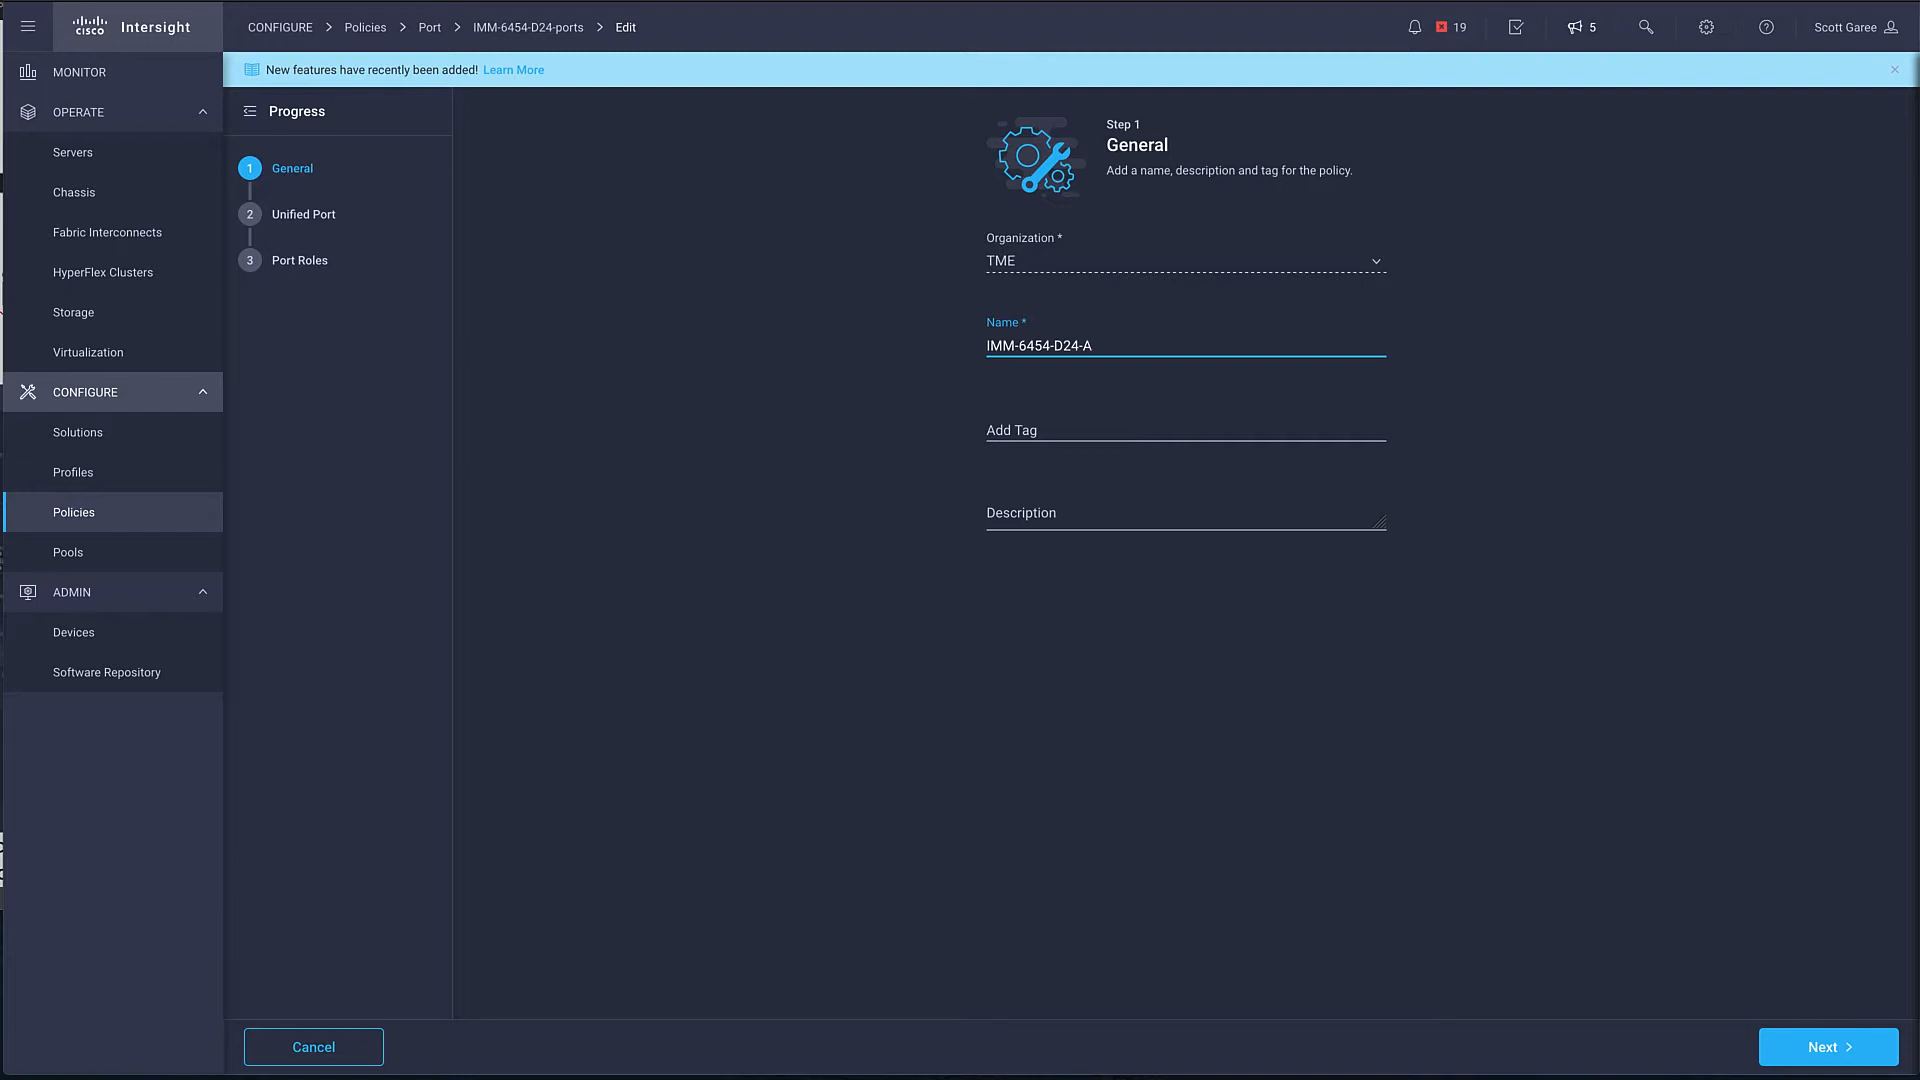 cisco Intersight
CONFIGURE > Policies > Port > IMM-6454-D24-ports > Edit
19
5
Scott Garee
New features have recently been added! Learn More
MONITOR
OPERATE
Servers
Chassis
Fabric Interconnects
HyperFlex Clusters
Storage
Virtualization
CONFIGURE
Solutions
Profiles
Policies
Pools
ADMIN
Devices
Software Repository
Progress
1 General
2 Unified Port
3 Port Roles
Step 1
General
Add a name, description and tag for the policy.
Organization *
TME
Name *
IMM-6454-D24-A
Add Tag
Description
Cancel
Next >